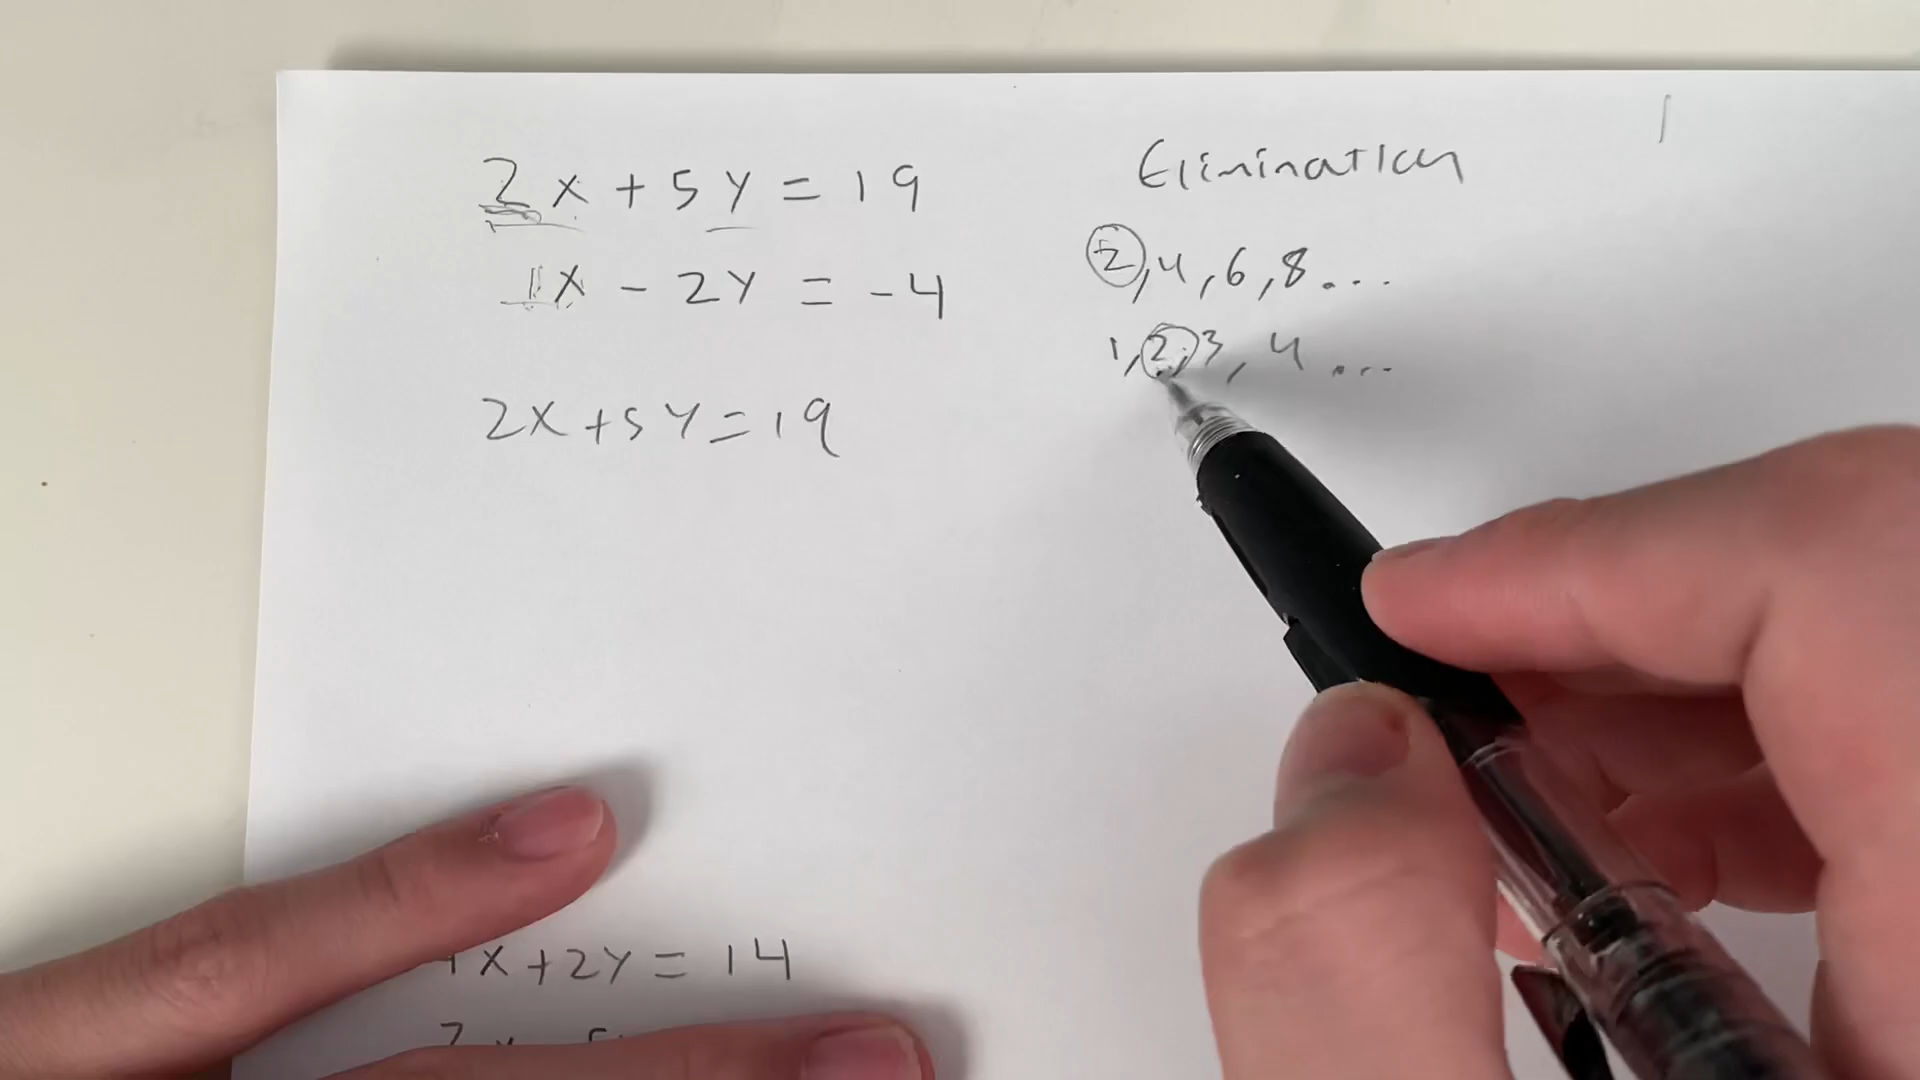 2x + 5y = 19
1x - 2y = -4
2x + 5y = 19
Elimination
2, 4, 6, 8 ...
1, 2, 3, 4 ...
x + 2y = 14